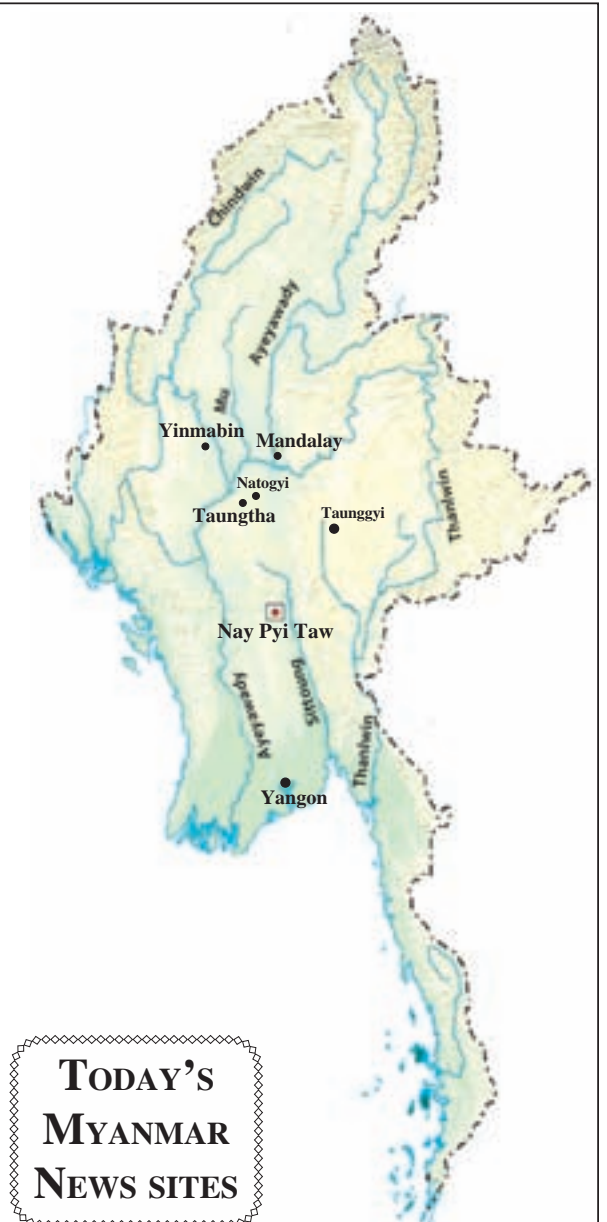 Chindwin
Ayeyawady
Mu
Yinmabin
Mandalay
Natogyi
Taungtha
Taunggyi
Thanlwin
Nay Pyi Taw
Ayeyawady
Sittoung
Thanlwin
Yangon
TODAY'S
MYANMAR
NEWS SITES